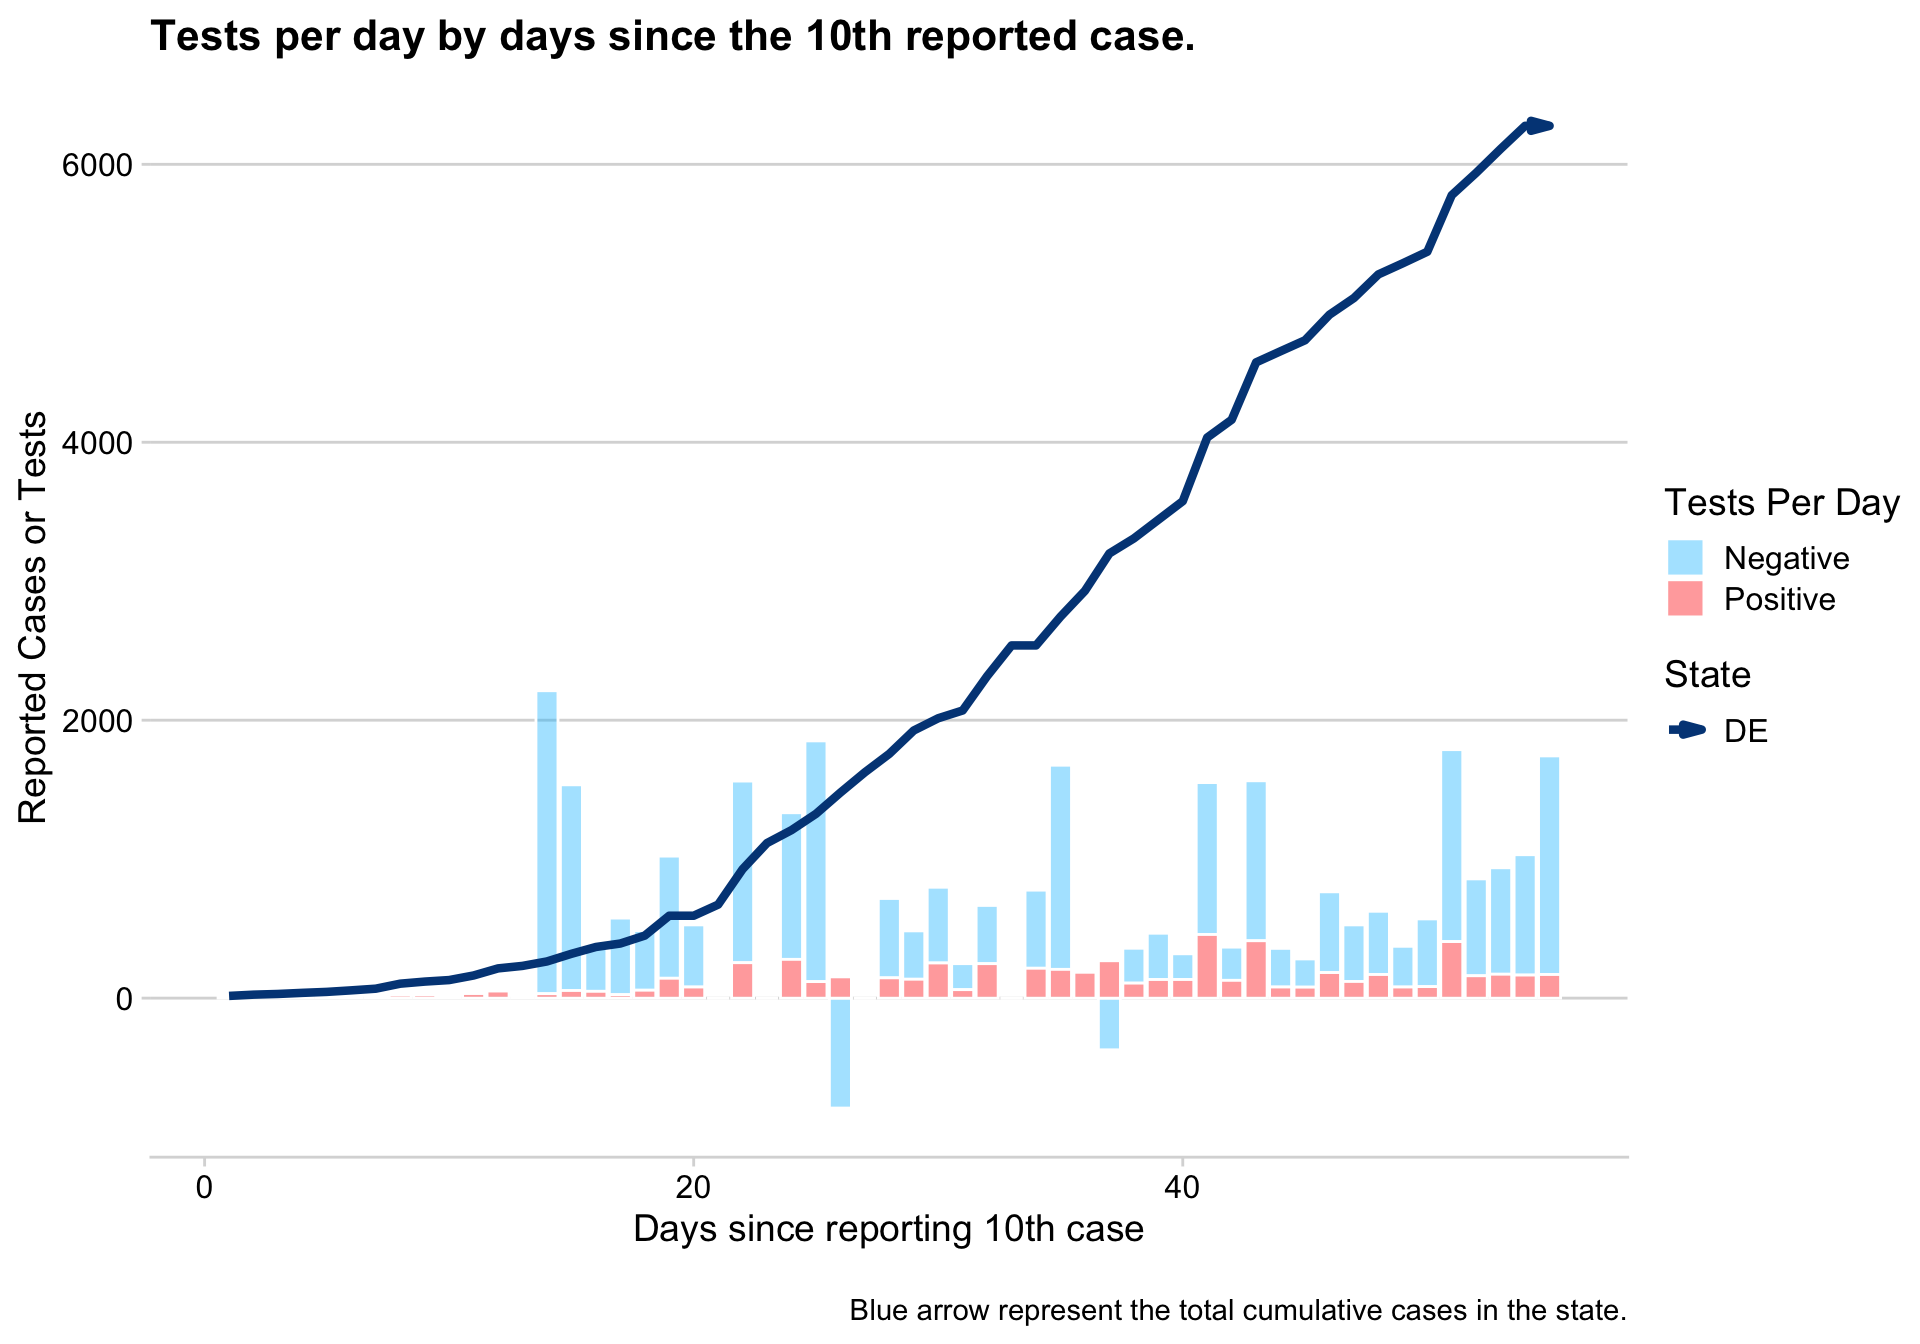 Tests per day by days since the 10th reported case.
Reported Cases or Tests
6000
4000
2000
0
0 20 40
Days since reporting 10th case
Tests Per Day
Negative
Positive
State
DE
Blue arrow represent the total cumulative cases in the state.